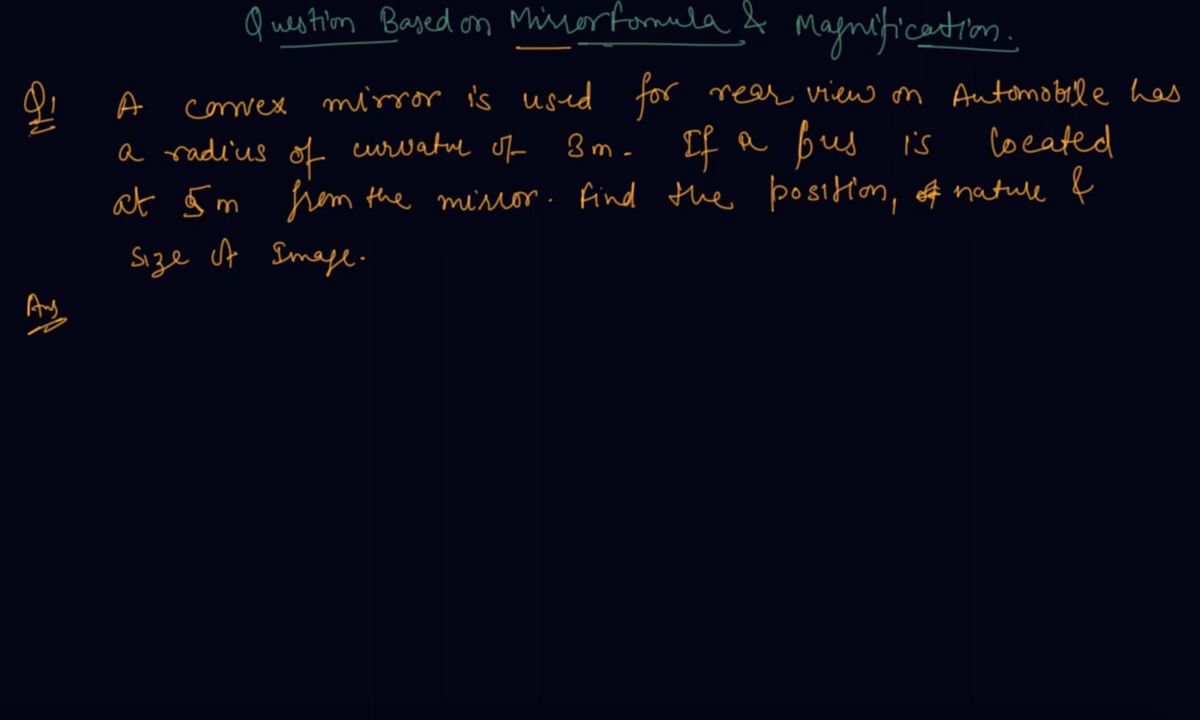 Question Based on Mirror formula & Magnification.
Q1 A convex mirror is used for rear view on Automobile has
a radius of curvature of 3m. If a bus is located
at 5m from the mirror. find the position, nature &
size of Image.
Ans